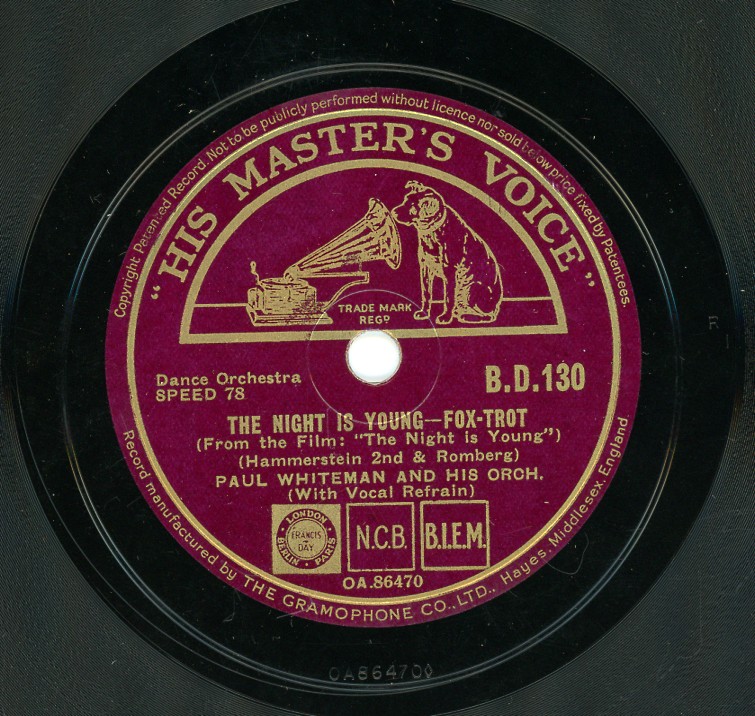 Copyright Patented Record. Not to be publicly performed without licence nor sold below price fixed by Patentees.
"HIS MASTER'S VOICE"
TRADE MARK
REGD
Dance Orchestra
SPEED 78
B.D.130
THE NIGHT IS YOUNG—FOX-TROT
(From the Film: "The Night is Young")
(Hammerstein 2nd & Romberg)
PAUL WHITEMAN AND HIS ORCH.
(With Vocal Refrain)
LONDON
FRANCIS
DAY
BERLIN · PARIS
N.C.B.
B.I.E.M.
OA.86470
Record manufactured by THE GRAMOPHONE CO., LTD., Hayes, Middlesex, England
OA86470